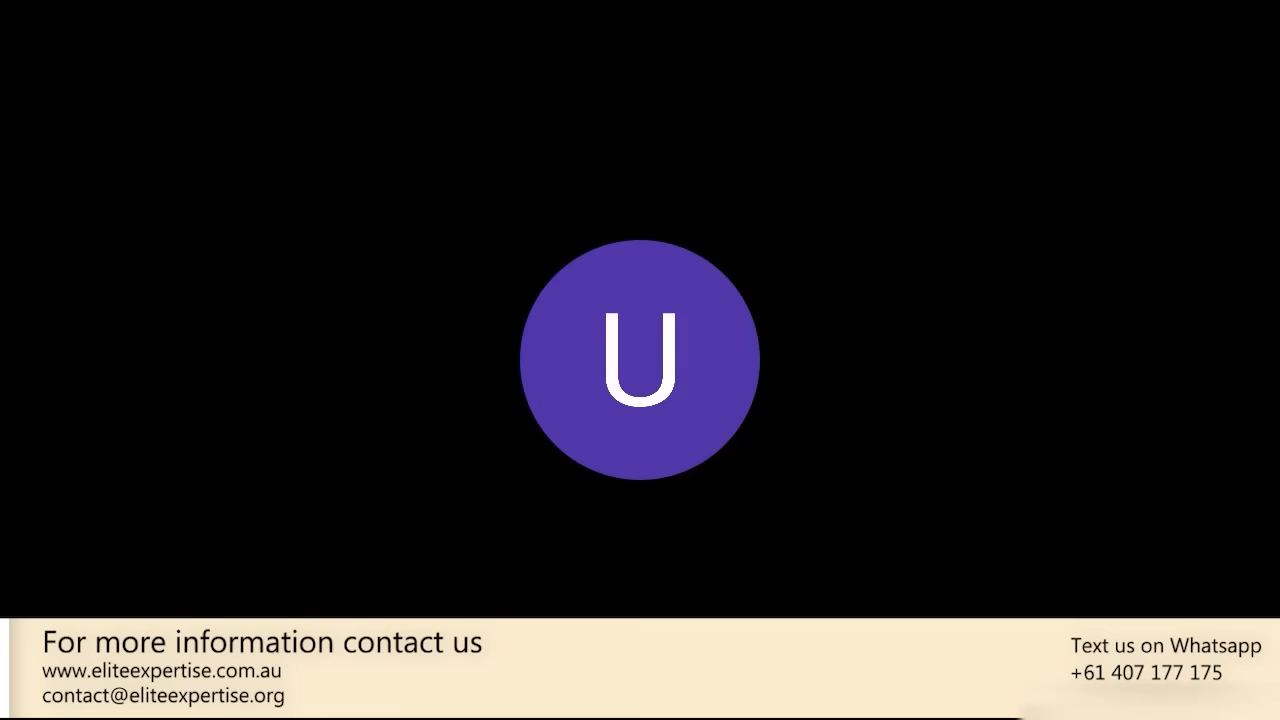 U
For more information contact us
www.eliteexpertise.com.au
contact@eliteexpertise.org
Text us on Whatsapp
+61 407 177 175